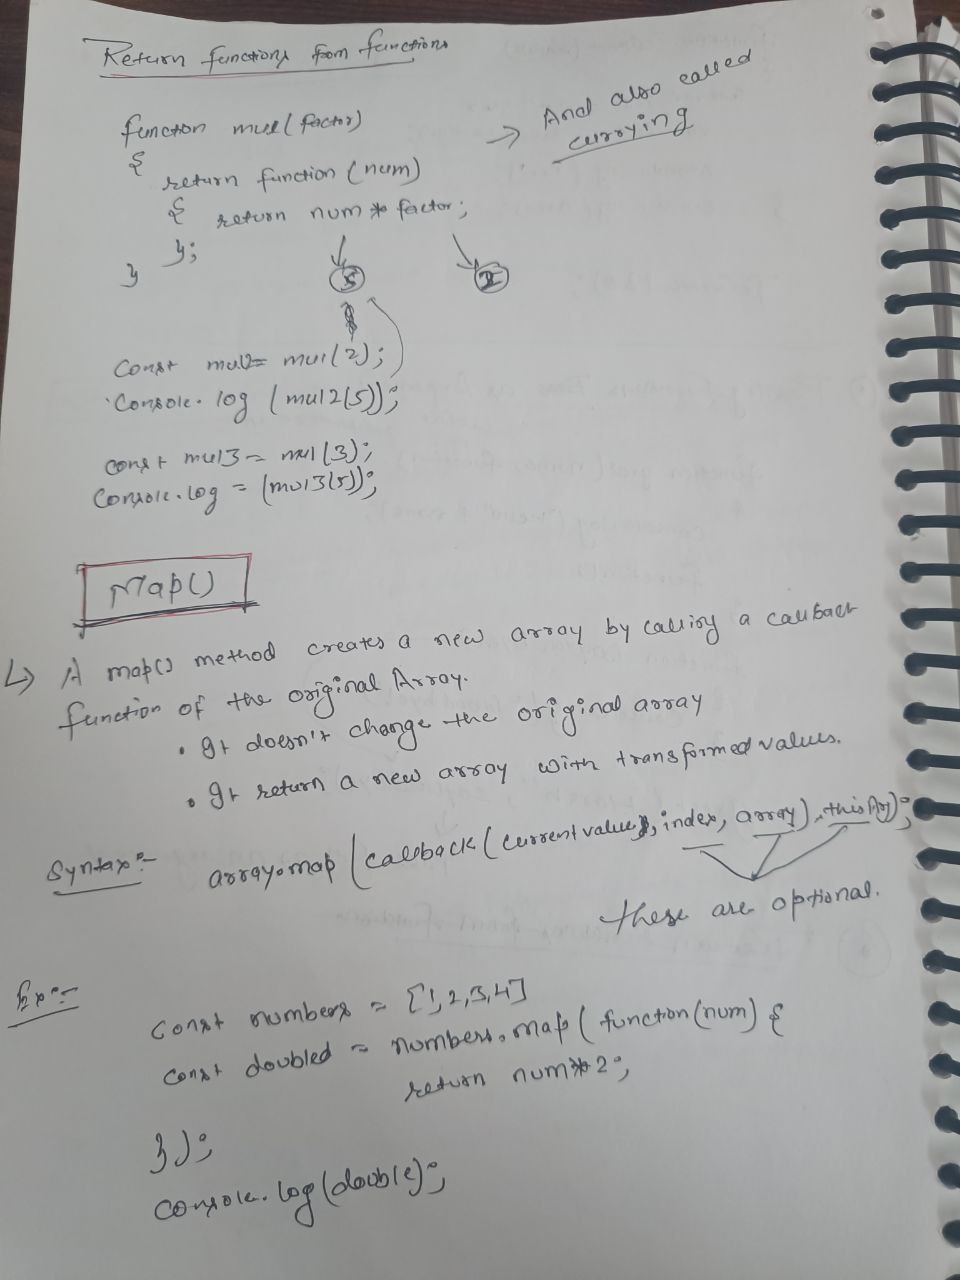 Return functions from functions
function mul(factor)
{
return function (num)
{ return num * factor;
};
}
→ And also called
currying
5
2
Const mul2= mul(2);
Console.log (mul2(5));
const mul3 = mul(3);
Console.log = (mul3(5));
Map()
↳ A map() method creates a new array by calling a callback
function of the original Array.
• It doesn't change the original array
• It return a new array with transformed values.
Syntax:- array.map (callback(currentvalue, index, array), thisArg);
these are optional.
Ex:-
Const numbers = [1,2,3,4]
Const doubled = numbers.map( function(num) {
return num*2;
});
console.log(double);